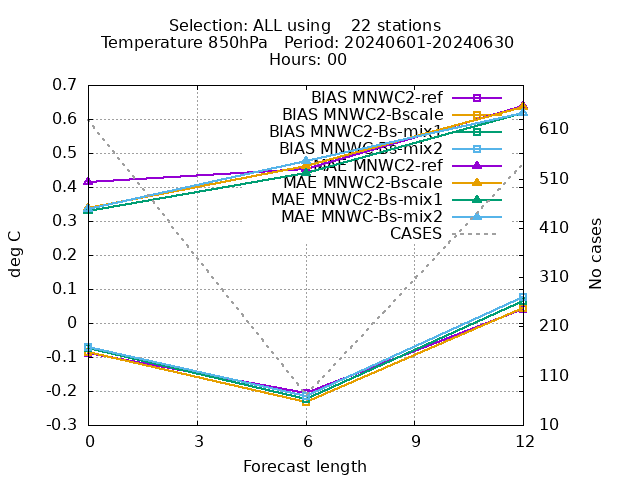 Selection: ALL using    22 stations
Temperature 850hPa   Period: 20240601-20240630
Hours: 00
0.7
0.6
0.5
0.4
0.3
0.2
0.1
0
-0.1
-0.2
-0.3
deg C
BIAS MNWC2-ref
BIAS MNWC2-Bscale
BIAS MNWC2-Bs-mix1
BIAS MNWC-Bs-mix2
MAE MNWC2-ref
MAE MNWC2-Bscale
MAE MNWC2-Bs-mix1
MAE MNWC-Bs-mix2
CASES
610
510
410
310
210
110
10
No cases
0 3 6 9 12
Forecast length